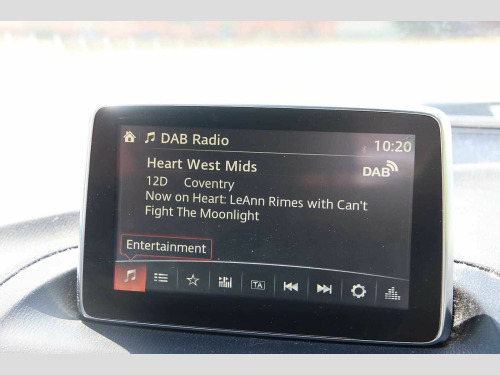 DAB Radio 10:20
Heart West Mids DAB
12D Coventry
Now on Heart: LeAnn Rimes with Can't
Fight The Moonlight
Entertainment
TA